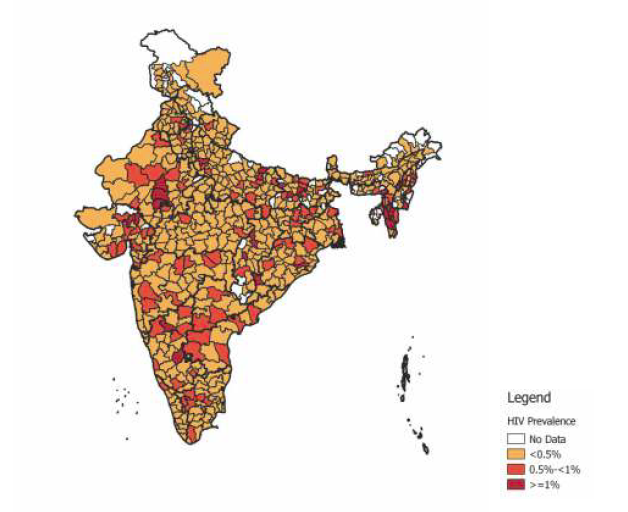 Legend
HIV Prevalence
No Data
<0.5%
0.5%-<1%
>=1%